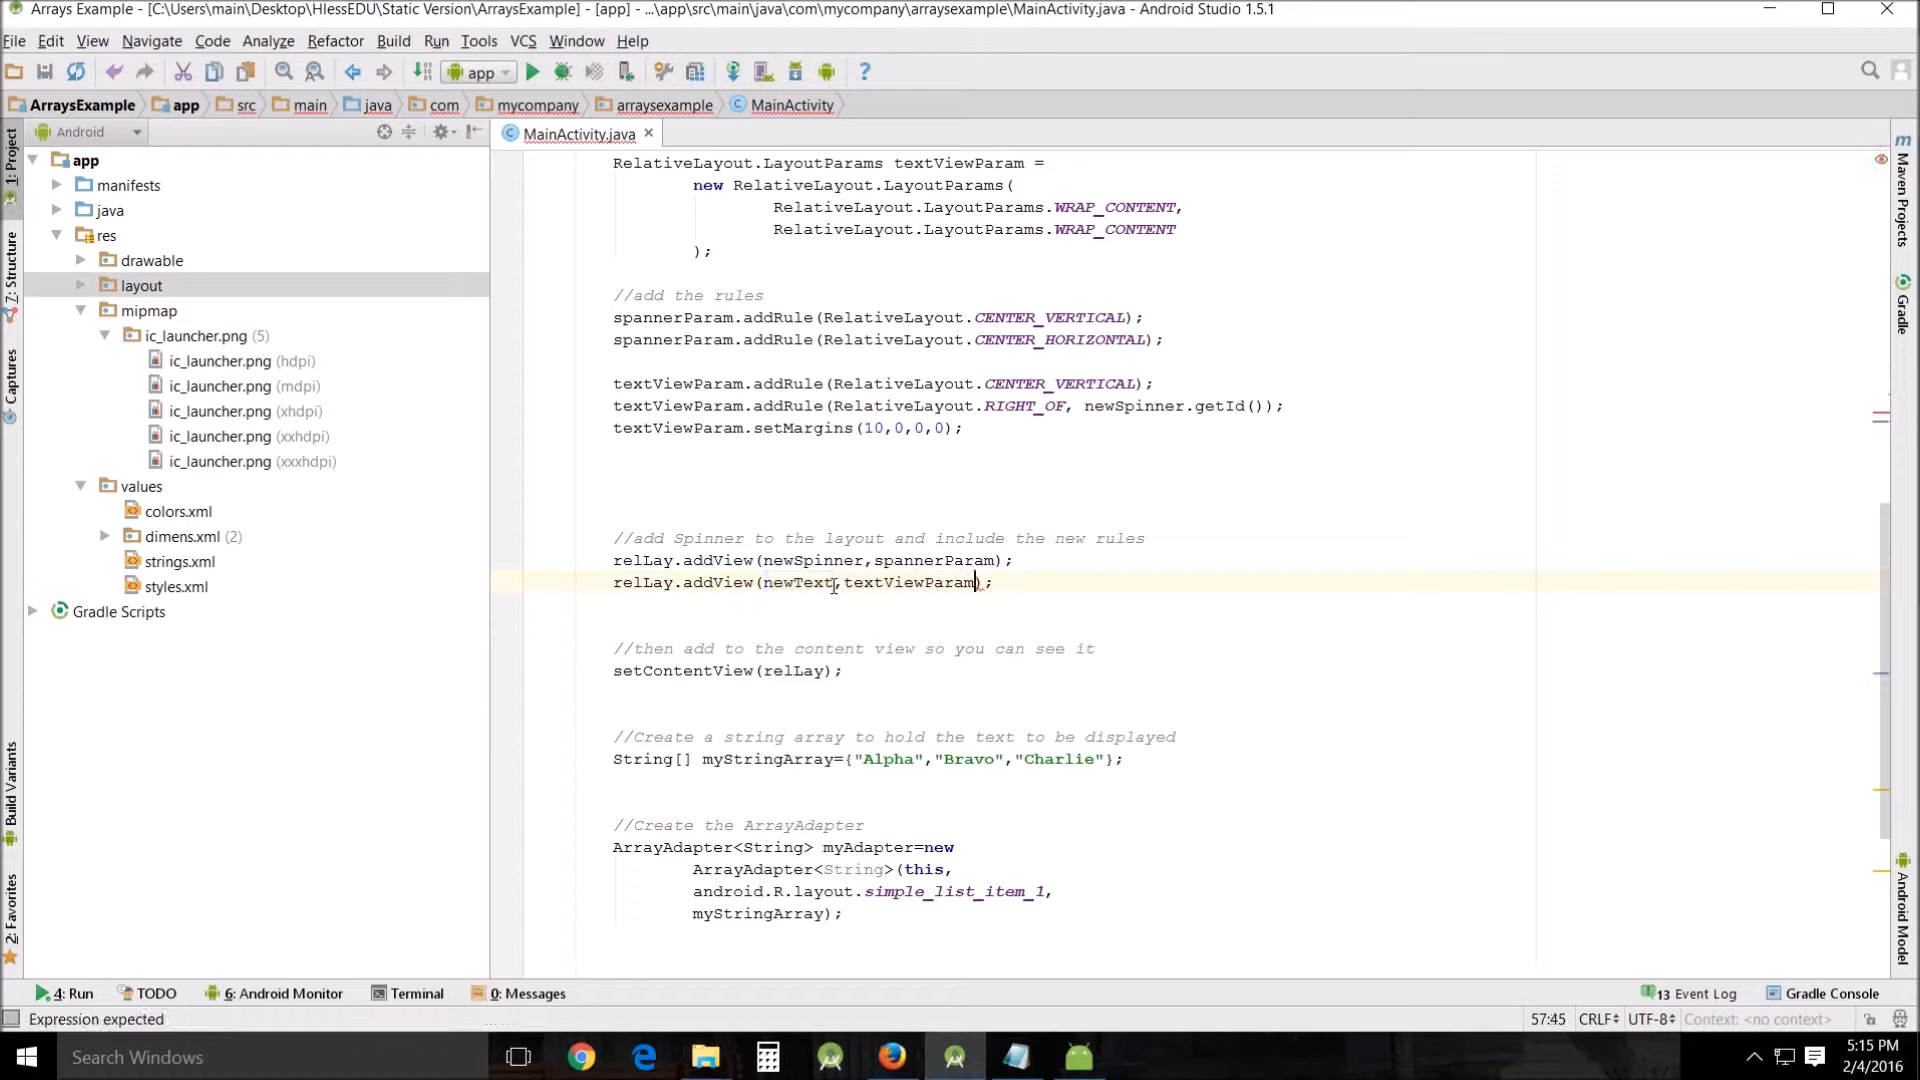 Arrays Example - [C:\Users\main\Desktop\HlessEDU\Static Version\ArraysExample] - [app] - ...\app\src\main\java\com\mycompany\arraysexample\MainActivity.java - Android Studio 1.5.1
File Edit View Navigate Code Analyze Refactor Build Run Tools VCS Window Help
app
ArraysExample app src main java com mycompany arraysexample MainActivity
Android
MainActivity.java
1: Project
7: Structure
Captures
Build Variants
2: Favorites
app
manifests
java
res
drawable
layout
mipmap
ic_launcher.png (5)
ic_launcher.png (hdpi)
ic_launcher.png (mdpi)
ic_launcher.png (xhdpi)
ic_launcher.png (xxhdpi)
ic_launcher.png (xxxhdpi)
values
colors.xml
dimens.xml (2)
strings.xml
styles.xml
Gradle Scripts
RelativeLayout.LayoutParams textViewParam =
new RelativeLayout.LayoutParams(
RelativeLayout.LayoutParams.WRAP_CONTENT,
RelativeLayout.LayoutParams.WRAP_CONTENT
);
//add the rules
spannerParam.addRule(RelativeLayout.CENTER_VERTICAL);
spannerParam.addRule(RelativeLayout.CENTER_HORIZONTAL);
textViewParam.addRule(RelativeLayout.CENTER_VERTICAL);
textViewParam.addRule(RelativeLayout.RIGHT_OF, newSpinner.getId());
textViewParam.setMargins(10,0,0,0);
//add Spinner to the layout and include the new rules
relLay.addView(newSpinner,spannerParam);
relLay.addView(newText,textViewParam);
//then add to the content view so you can see it
setContentView(relLay);
//Create a string array to hold the text to be displayed
String[] myStringArray={"Alpha","Bravo","Charlie"};
//Create the ArrayAdapter
ArrayAdapter<String> myAdapter=new
ArrayAdapter<String>(this,
android.R.layout.simple_list_item_1,
myStringArray);
Maven Projects
Gradle
Android Model
4: Run TODO 6: Android Monitor Terminal 0: Messages 13 Event Log Gradle Console
Expression expected 57:45 CRLF UTF-8 Context: <no context>
Search Windows
5:15 PM
2/4/2016